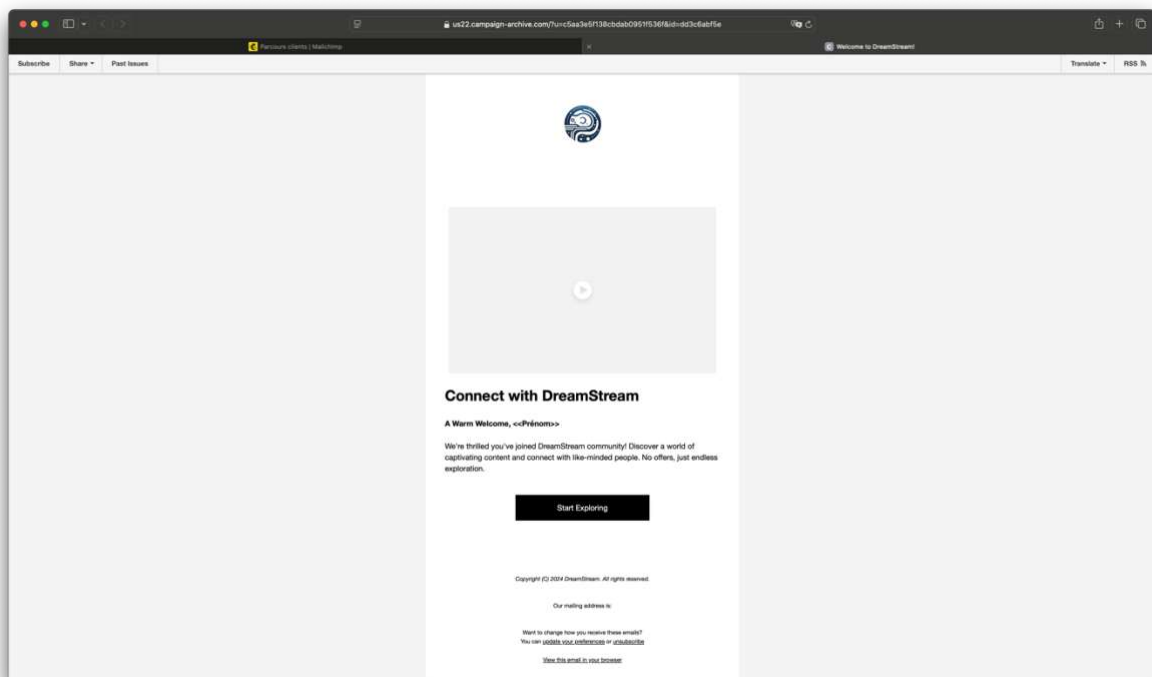 us22.campaign-archive.com/?u=c5aa3e5f138cbdab0951f536f&id=dd3c6abf5e
Parcours clients | Mailchimp
Welcome to DreamStream!
Subscribe Share Past Issues Translate RSS
Connect with DreamStream
A Warm Welcome, <<Prénom>>
We're thrilled you've joined DreamStream community! Discover a world of
captivating content and connect with like-minded people. No offers, just endless
exploration.
Start Exploring
Copyright (C) 2024 DreamStream. All rights reserved.
Our mailing address is:
Want to change how you receive these emails?
You can update your preferences or unsubscribe
View this email in your browser